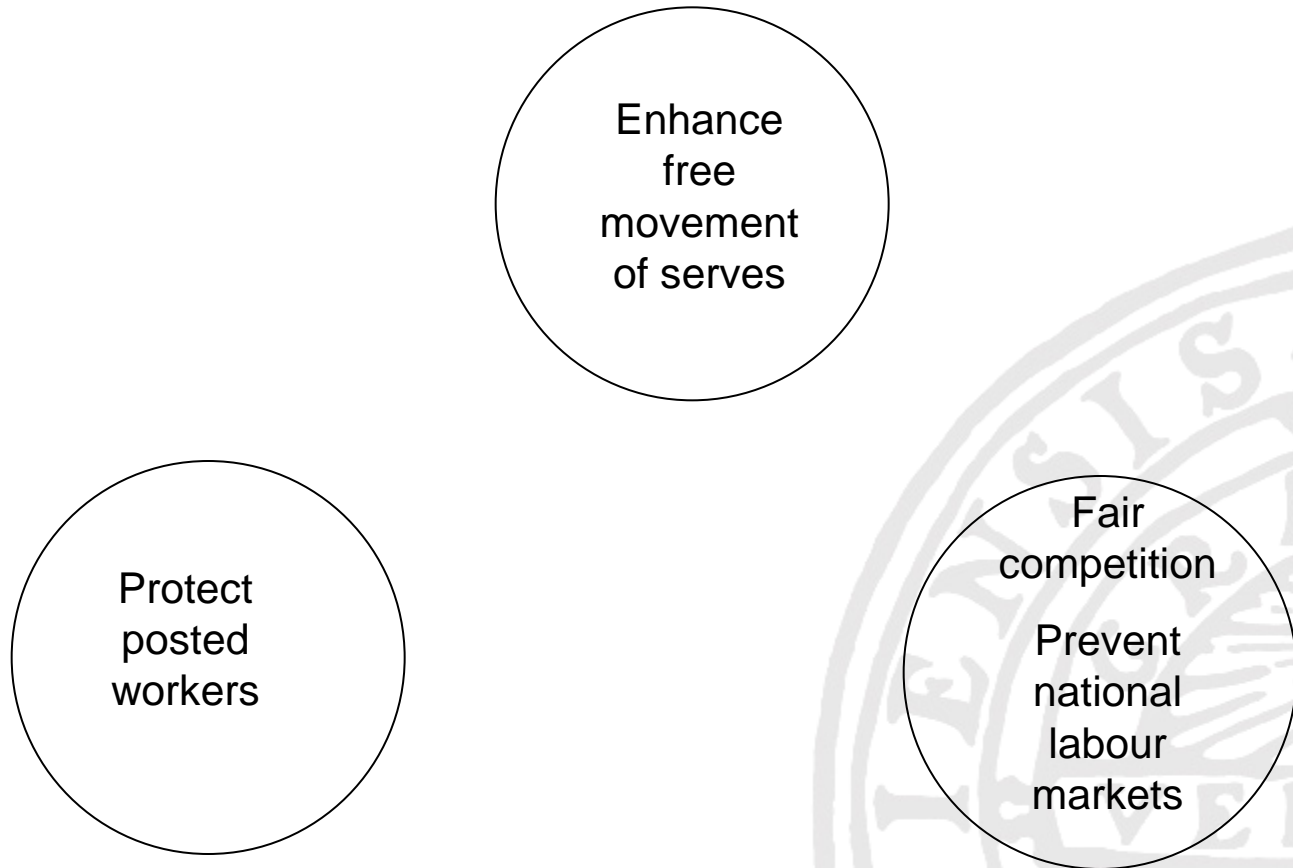 Enhance
free
movement
of serves
Protect
posted
workers
Fair
competition
Prevent
national
labour
markets